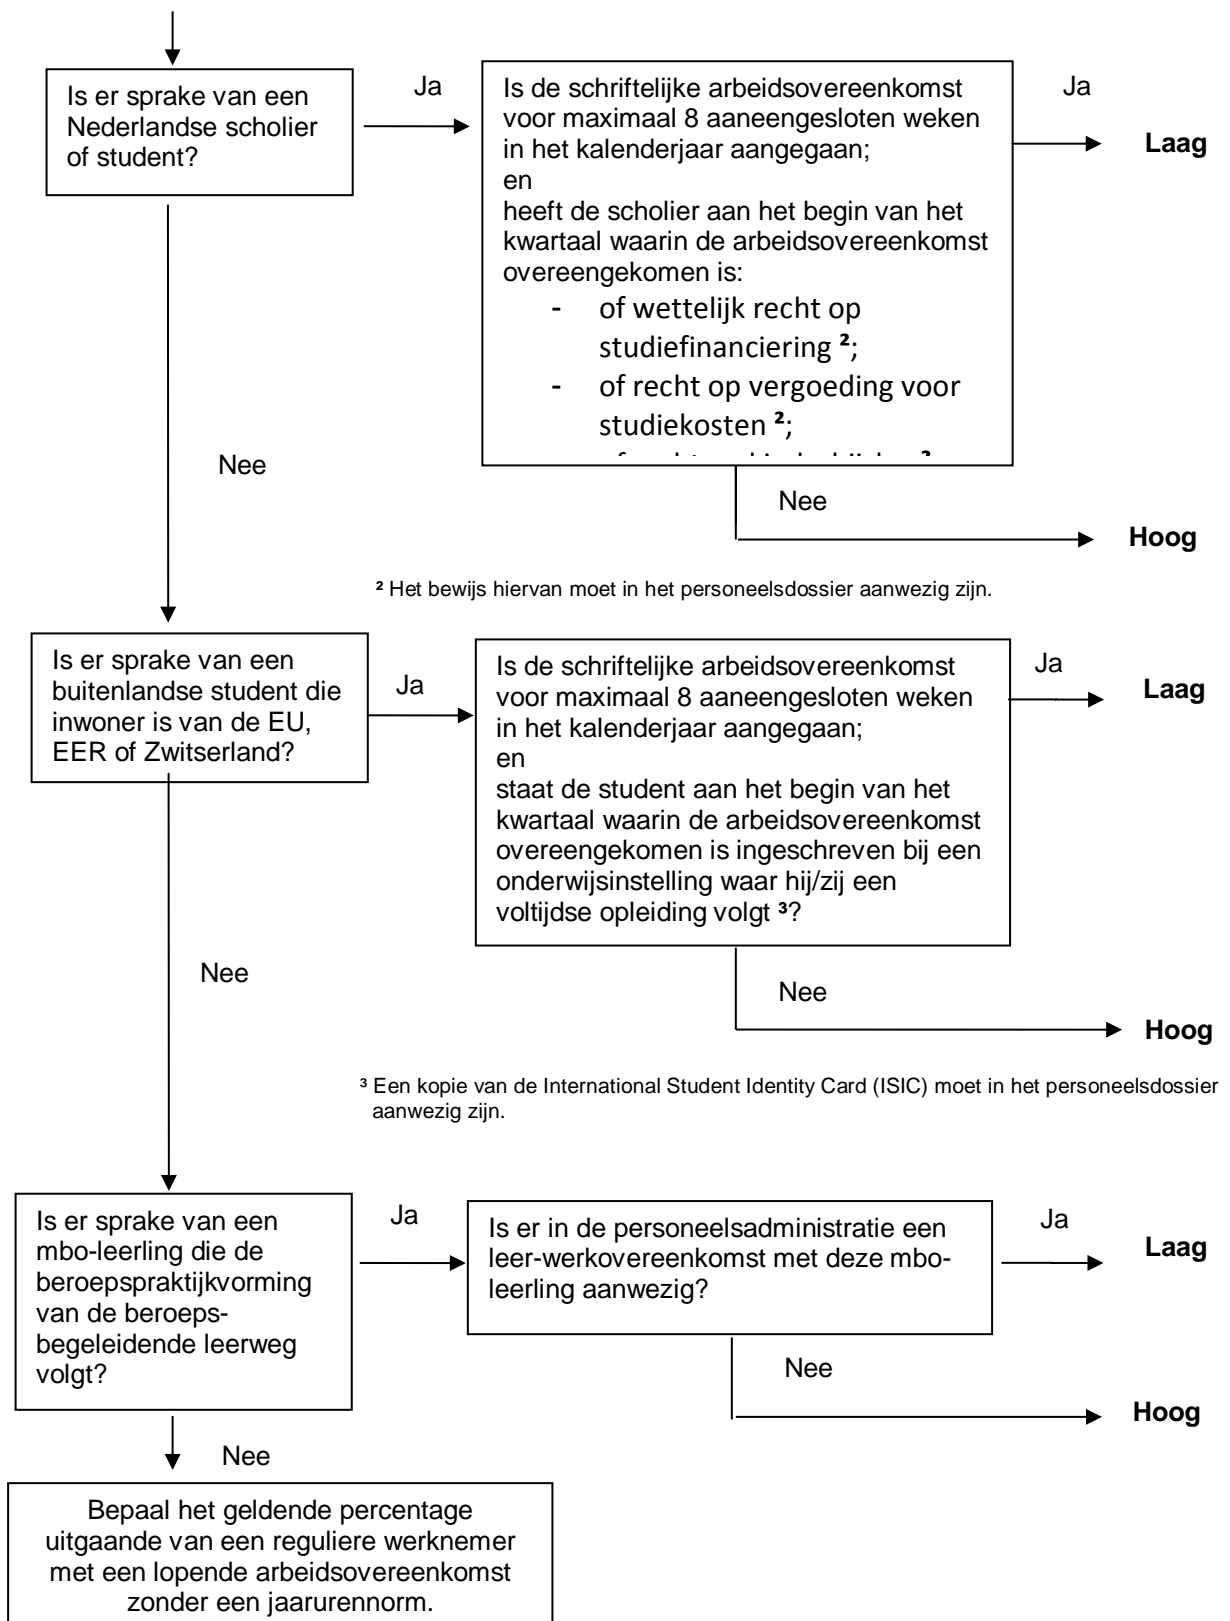 Is er sprake van een
Nederlandse scholier
of student?
Ja
Is de schriftelijke arbeidsovereenkomst
voor maximaal 8 aaneengesloten weken
in het kalenderjaar aangegaan;
en
heeft de scholier aan het begin van het
kwartaal waarin de arbeidsovereenkomst
overeengekomen is:
- of wettelijk recht op
studiefinanciering ²;
- of recht op vergoeding voor
studiekosten ²;
Ja
Laag
Nee
Nee
Hoog
² Het bewijs hiervan moet in het personeelsdossier aanwezig zijn.
Is er sprake van een
buitenlandse student die
inwoner is van de EU,
EER of Zwitserland?
Ja
Is de schriftelijke arbeidsovereenkomst
voor maximaal 8 aaneengesloten weken
in het kalenderjaar aangegaan;
en
staat de student aan het begin van het
kwartaal waarin de arbeidsovereenkomst
overeengekomen is ingeschreven bij een
onderwijsinstelling waar hij/zij een
voltijdse opleiding volgt ³?
Ja
Laag
Nee
Nee
Hoog
³ Een kopie van de International Student Identity Card (ISIC) moet in het personeelsdossier
aanwezig zijn.
Is er sprake van een
mbo-leerling die de
beroepspraktijkvorming
van de beroeps-
begeleidende leerweg
volgt?
Ja
Is er in de personeelsadministratie een
leer-werkovereenkomst met deze mbo-
leerling aanwezig?
Ja
Laag
Nee
Hoog
Nee
Bepaal het geldende percentage
uitgaande van een reguliere werknemer
met een lopende arbeidsovereenkomst
zonder een jaarurennorm.